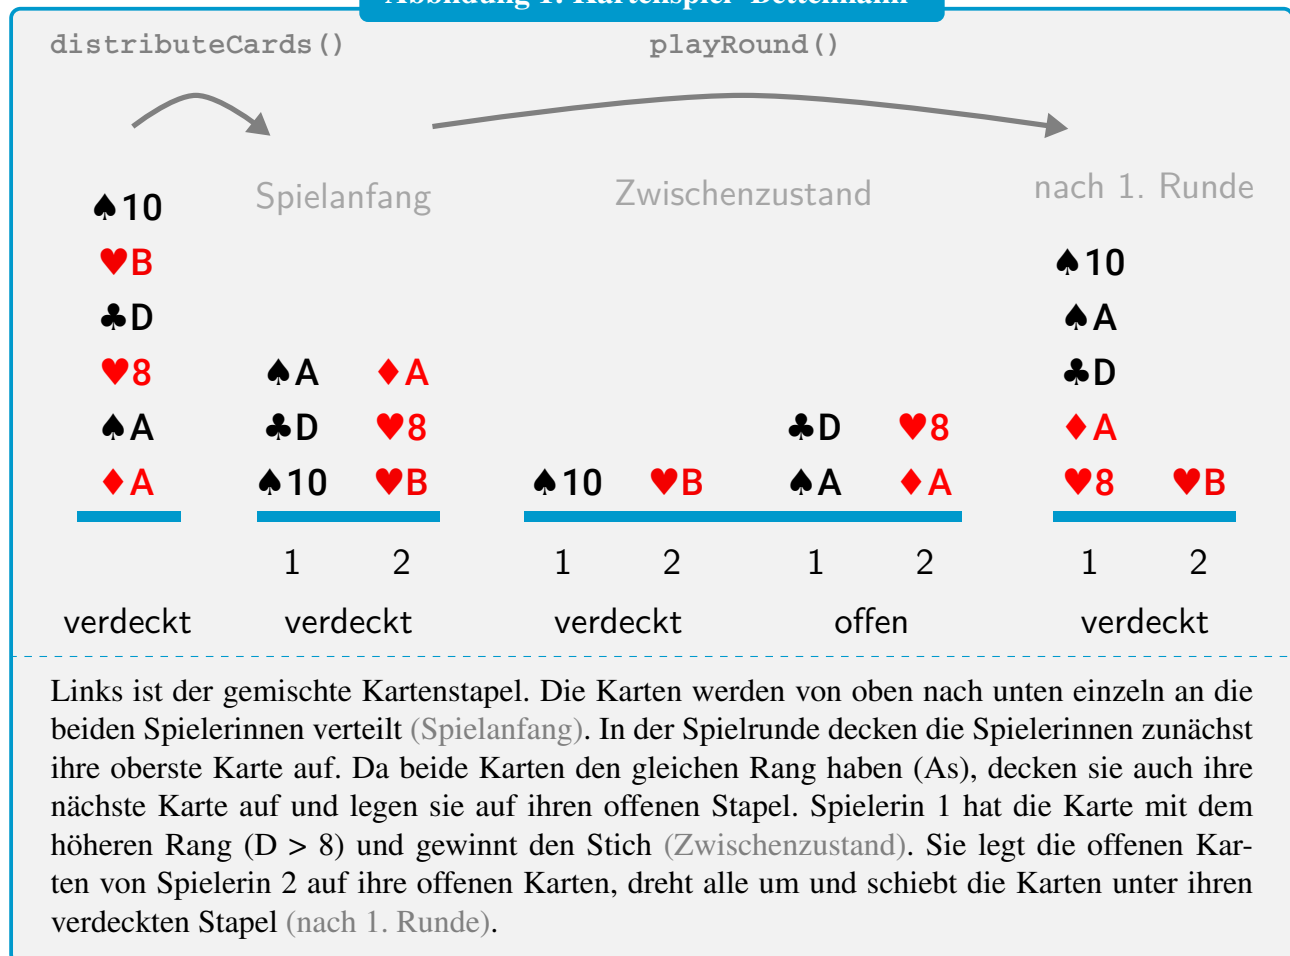 Abbildung 1: Kartenspiel "Bettelmann"
distributeCards() playRound()
Spielanfang Zwischenzustand nach 1. Runde
♠10
♥B ♠10
♣D ♠A
♥8 ♠A ♦A ♣D
♠A ♣D ♥8 ♣D ♥8 ♦A
♦A ♠10 ♥B ♠10 ♥B ♠A ♦A ♥8 ♥B
1 2 1 2 1 2 1 2
verdeckt verdeckt verdeckt offen verdeckt
Links ist der gemischte Kartenstapel. Die Karten werden von oben nach unten einzeln an die
beiden Spielerinnen verteilt (Spielanfang). In der Spielrunde decken die Spielerinnen zunächst
ihre oberste Karte auf. Da beide Karten den gleichen Rang haben (As), decken sie auch ihre
nächste Karte auf und legen sie auf ihren offenen Stapel. Spielerin 1 hat die Karte mit dem
höheren Rang (D > 8) und gewinnt den Stich (Zwischenzustand). Sie legt die offenen Kar-
ten von Spielerin 2 auf ihre offenen Karten, dreht alle um und schiebt die Karten unter ihren
verdeckten Stapel (nach 1. Runde).